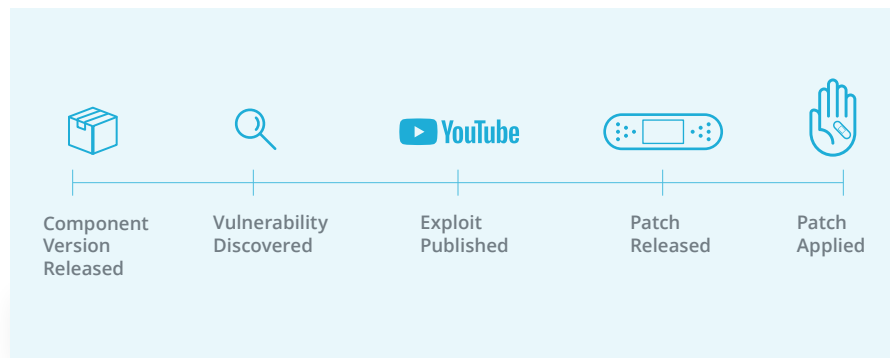 YouTube
Component
Version
Released
Vulnerability
Discovered
Exploit
Published
Patch
Released
Patch
Applied